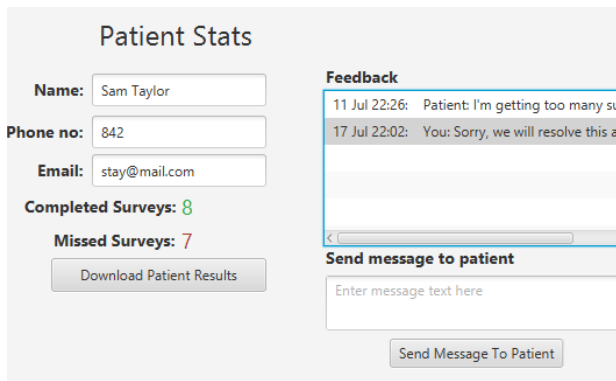 Patient Stats
Name: Sam Taylor
Phone no: 842
Email: stay@mail.com
Completed Surveys: 8
Missed Surveys: 7
Download Patient Results
Feedback
11 Jul 22:26: Patient: I'm getting too many
17 Jul 22:02: You: Sorry, we will resolve this
Send message to patient
Enter message text here
Send Message To Patient